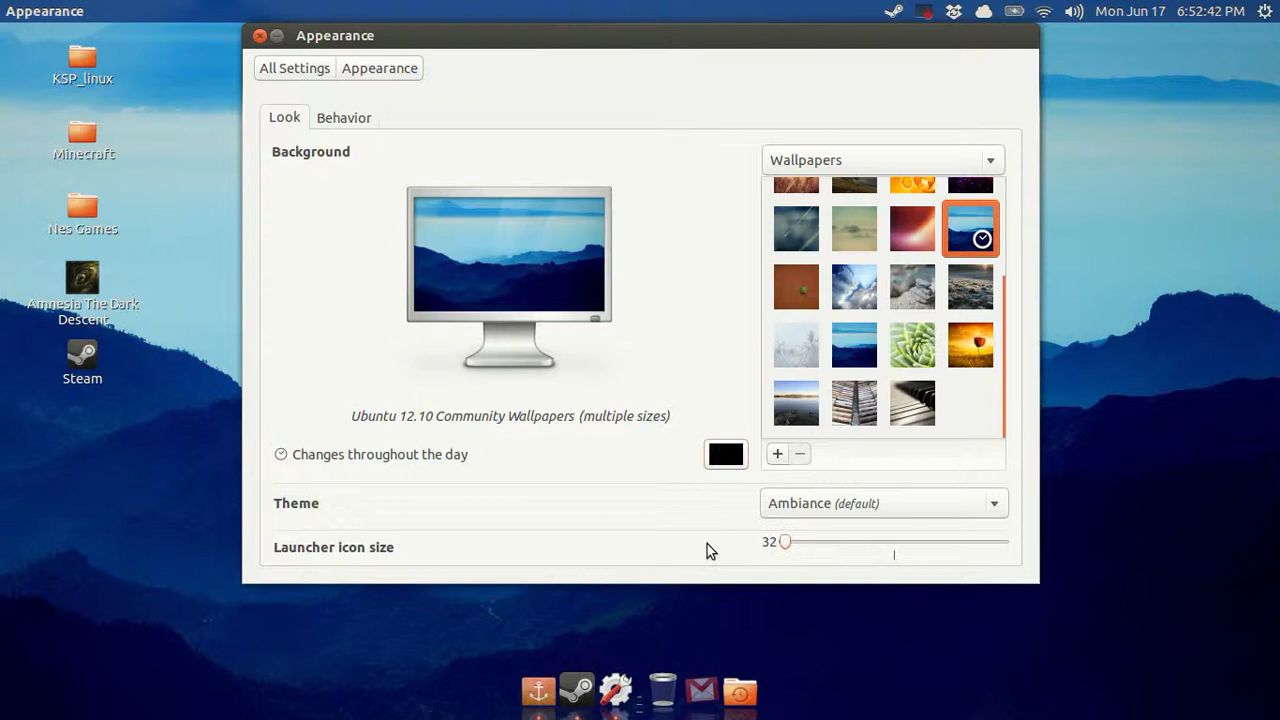 Appearance
Mon Jun 17 6:52:42 PM
KSP_linux
Minecraft
Nes Games
Amnesia The Dark
Descent
Steam
Appearance
All Settings Appearance
Look Behavior
Background
Wallpapers
Ubuntu 12.10 Community Wallpapers (multiple sizes)
Changes throughout the day
+ −
Theme
Ambiance (default)
Launcher icon size
32